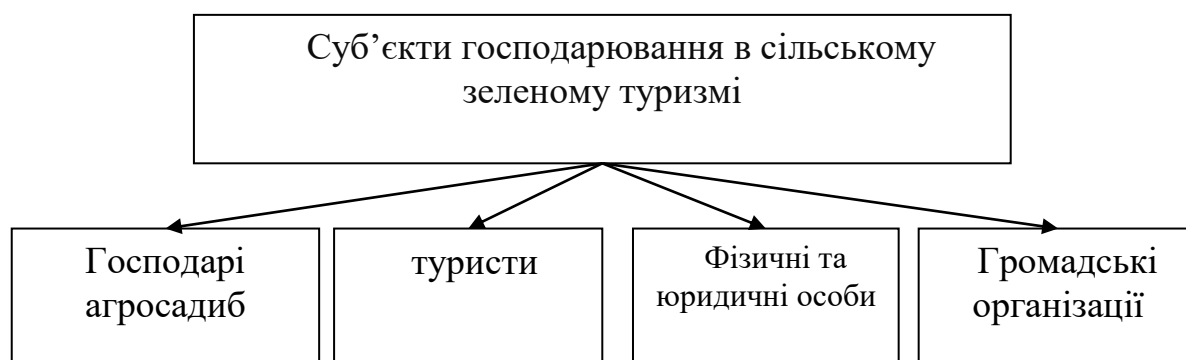 Суб’єкти господарювання в сільському
зеленому туризмі
Господарі
агросадиб
туристи
Фізичні та
юридичні особи
Громадські
організації